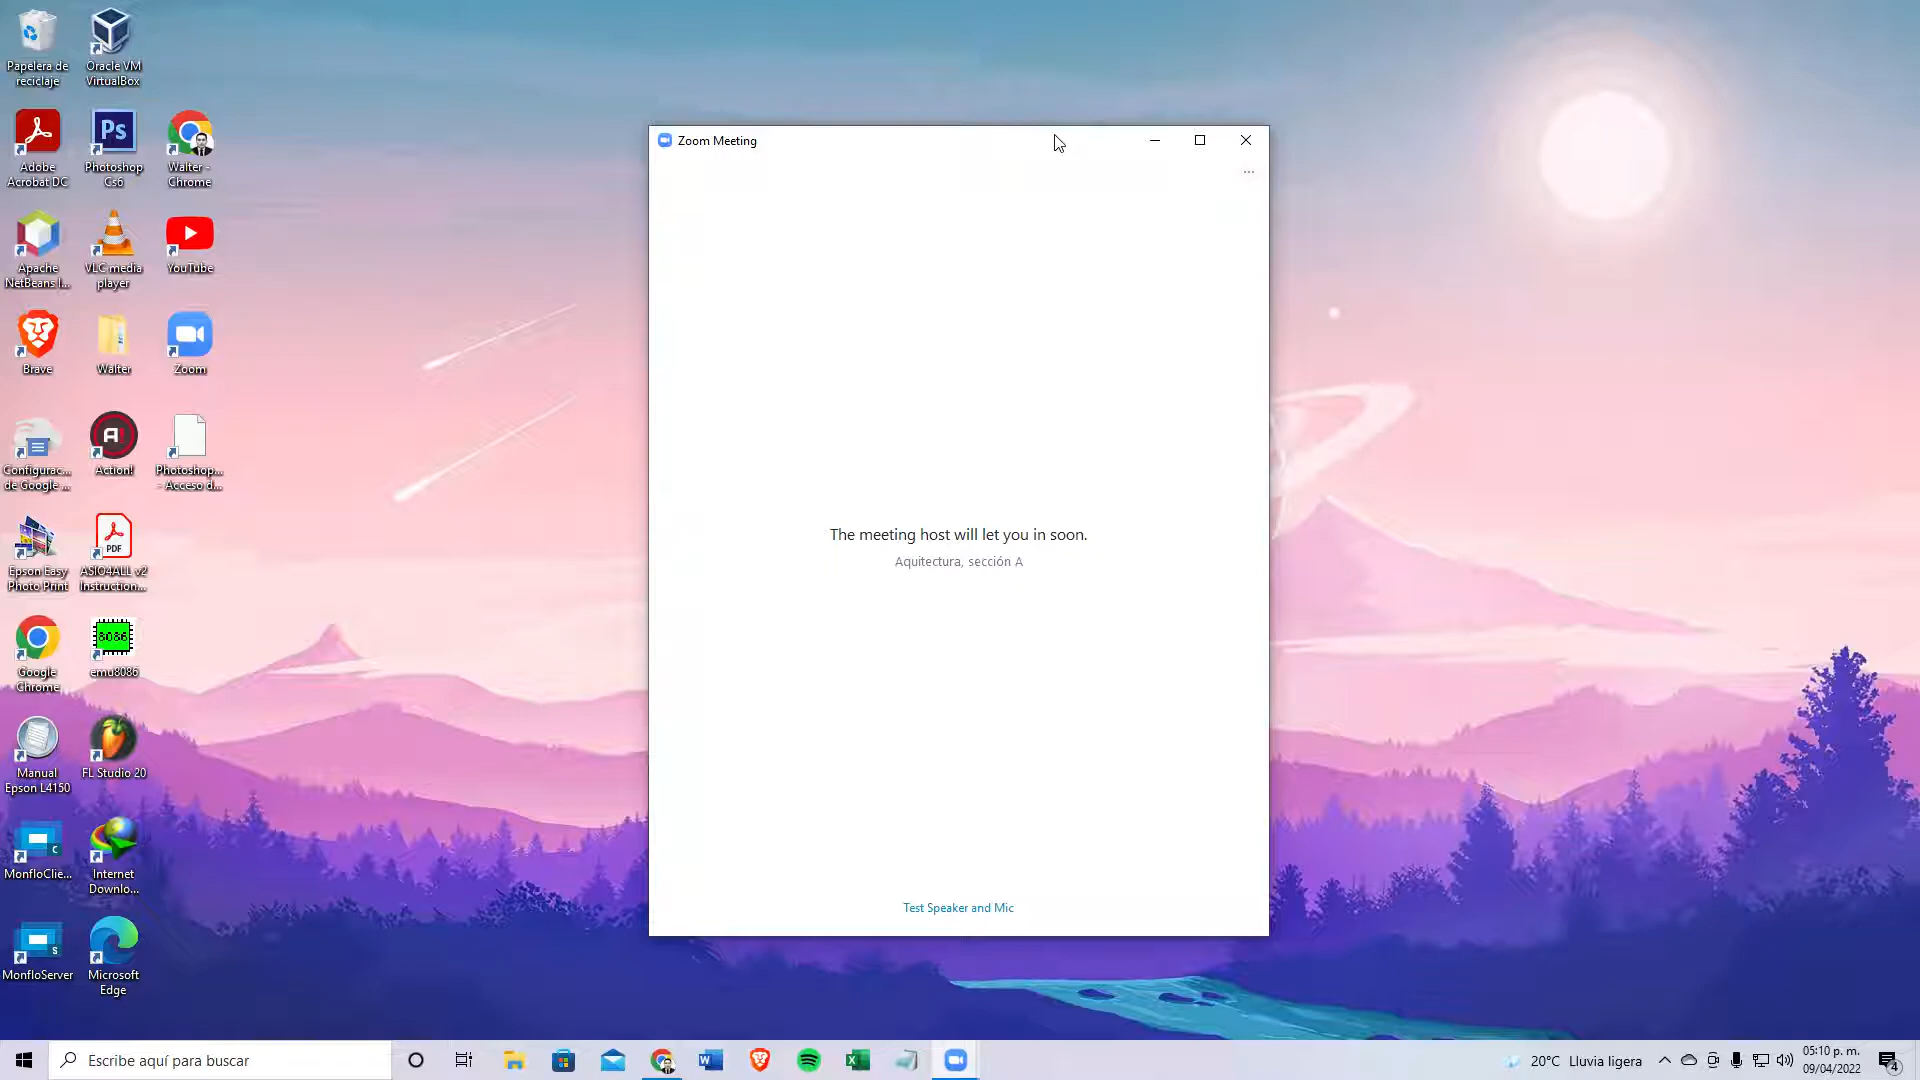 Papelera de
reciclaje
Oracle VM
VirtualBox
Adobe
Acrobat DC
Ps
Photoshop
Cs6
Walter -
Chrome
Apache
NetBeans I...
VLC media
player
YouTube
Brave
Walter
Zoom
Configurac...
de Google ...
A!
Action!
Photoshop...
- Acceso d...
Epson Easy
Photo Print
PDF
ASIO4ALL v2
Instruction...
Google
Chrome
8086
emu8086
Manual
Epson L4150
FL Studio 20
C
MonfloClie...
Internet
Downlo...
S
MonfloServer
Microsoft
Edge
Zoom Meeting
...
The meeting host will let you in soon.
Aquitectura, sección A
Test Speaker and Mic
Escribe aquí para buscar
20°C Lluvia ligera
05:10 p. m.
09/04/2022
4